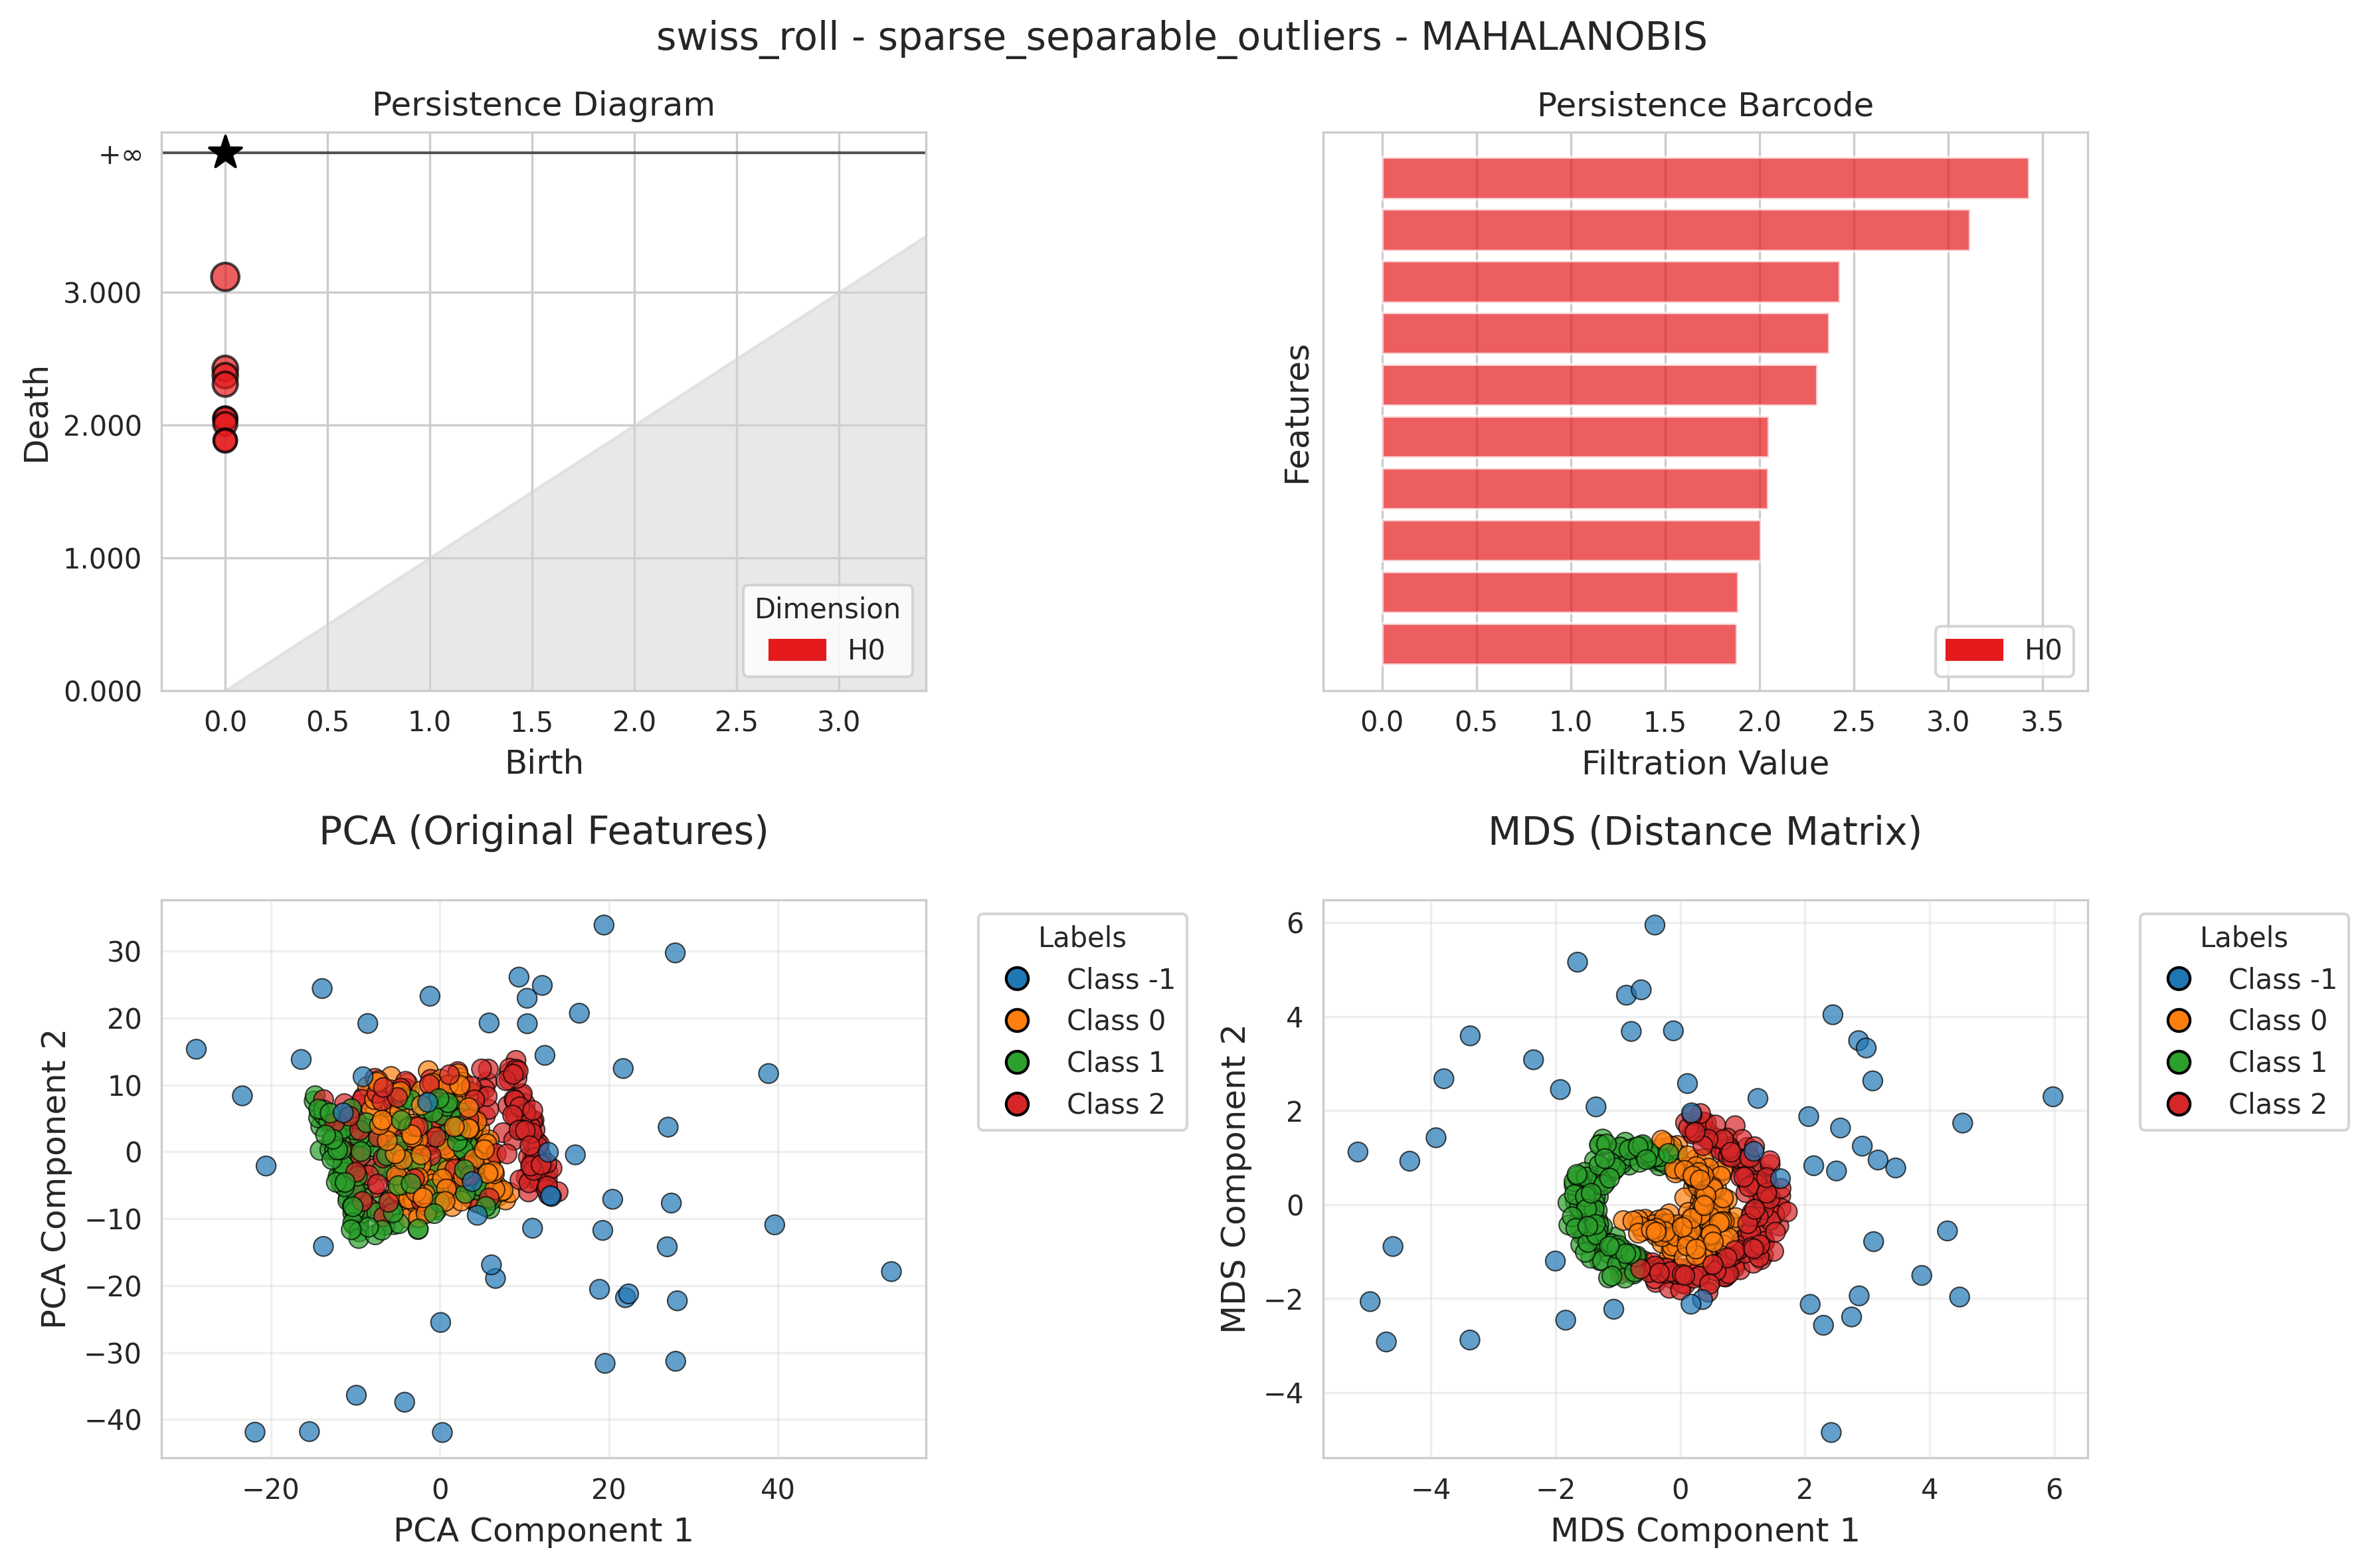 swiss_roll - sparse_separable_outliers - MAHALANOBIS
Persistence Diagram
+∞
3.000
2.000
1.000
0.000
Death
0.0 0.5 1.0 1.5 2.0 2.5 3.0
Birth
Dimension
H0
Persistence Barcode
Features
0.0 0.5 1.0 1.5 2.0 2.5 3.0 3.5
Filtration Value
H0
PCA (Original Features)
30
20
10
0
−10
−20
−30
−40
PCA Component 2
−20 0 20 40
PCA Component 1
Labels
Class -1
Class 0
Class 1
Class 2
MDS (Distance Matrix)
6
4
2
0
−2
−4
MDS Component 2
−4 −2 0 2 4 6
MDS Component 1
Labels
Class -1
Class 0
Class 1
Class 2